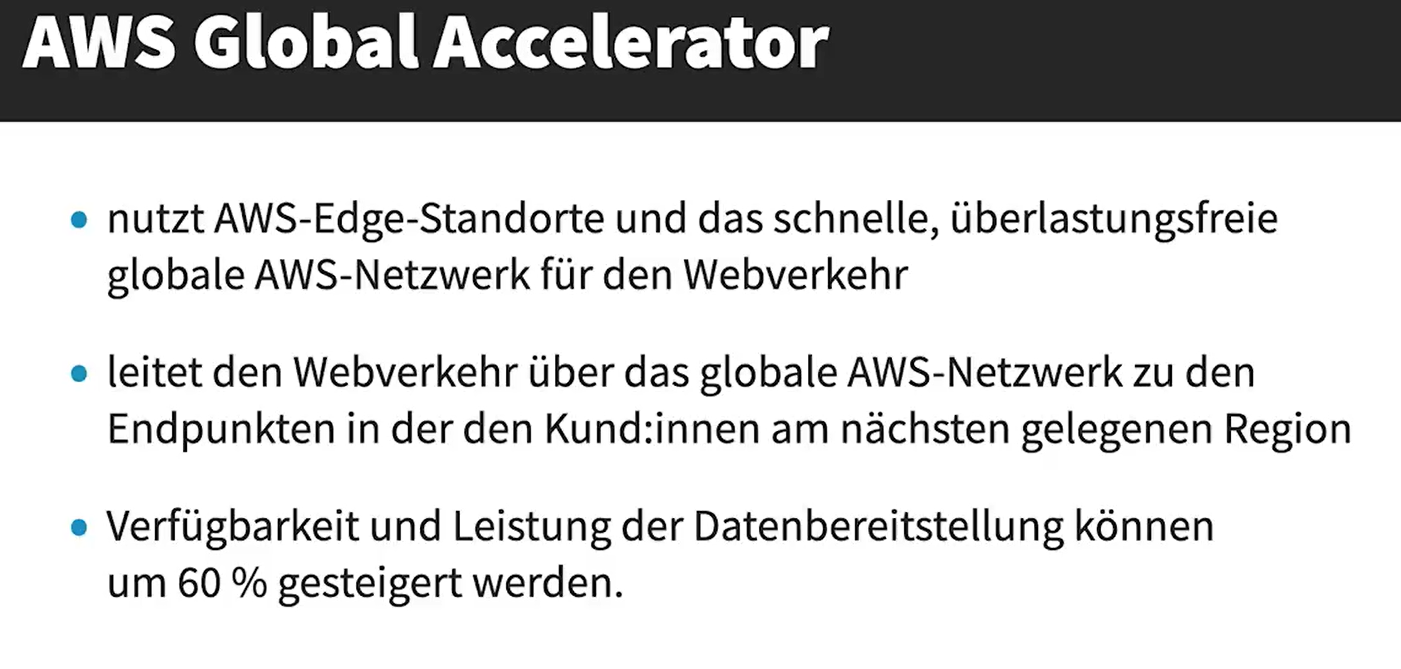 AWS Global Accelerator
• nutzt AWS-Edge-Standorte und das schnelle, überlastungsfreie
globale AWS-Netzwerk für den Webverkehr
• leitet den Webverkehr über das globale AWS-Netzwerk zu den
Endpunkten in der den Kund:innen am nächsten gelegenen Region
• Verfügbarkeit und Leistung der Datenbereitstellung können
um 60 % gesteigert werden.